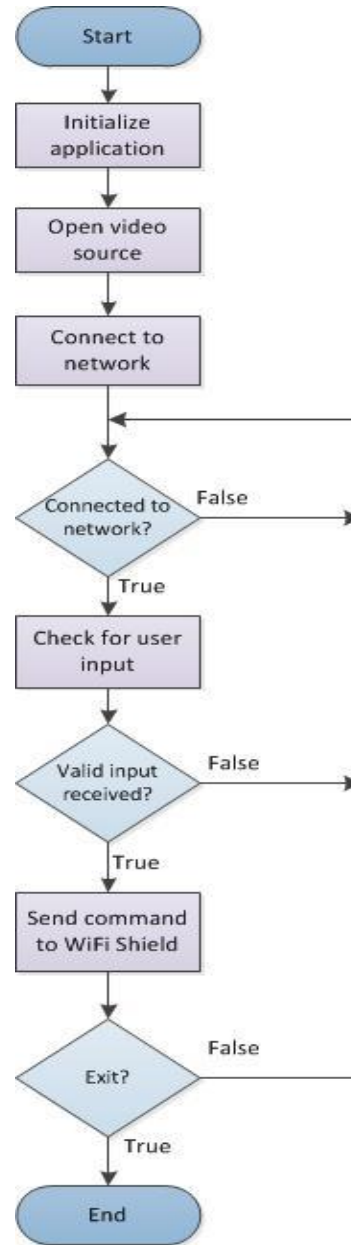 Start
Initialize
application
Open video
source
Connect to
network
Connected to
network?
False
True
Check for user
input
Valid input
received?
False
True
Send command
to WiFi Shield
Exit?
False
True
End